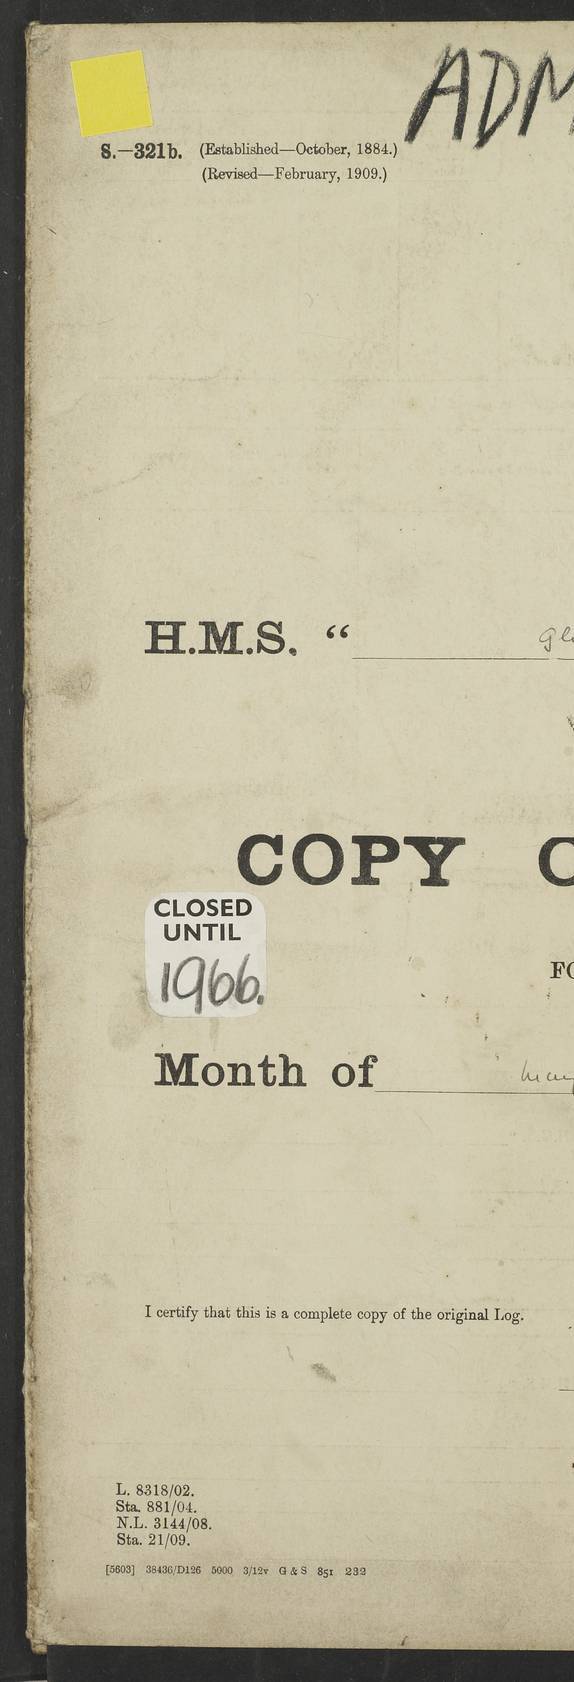 ADM
S.—321b. (Established—October, 1884.)
(Revised—February, 1909.)
H.M.S. “
COPY
CLOSED
UNTIL
1966.
Month of
I certify that this is a complete copy of the original Log.
L. 8318/02.
Sta. 881/04.
N.L. 3144/08.
Sta. 21/09.
[5603] 38436/D126 5000 3/12v G & S 851 232